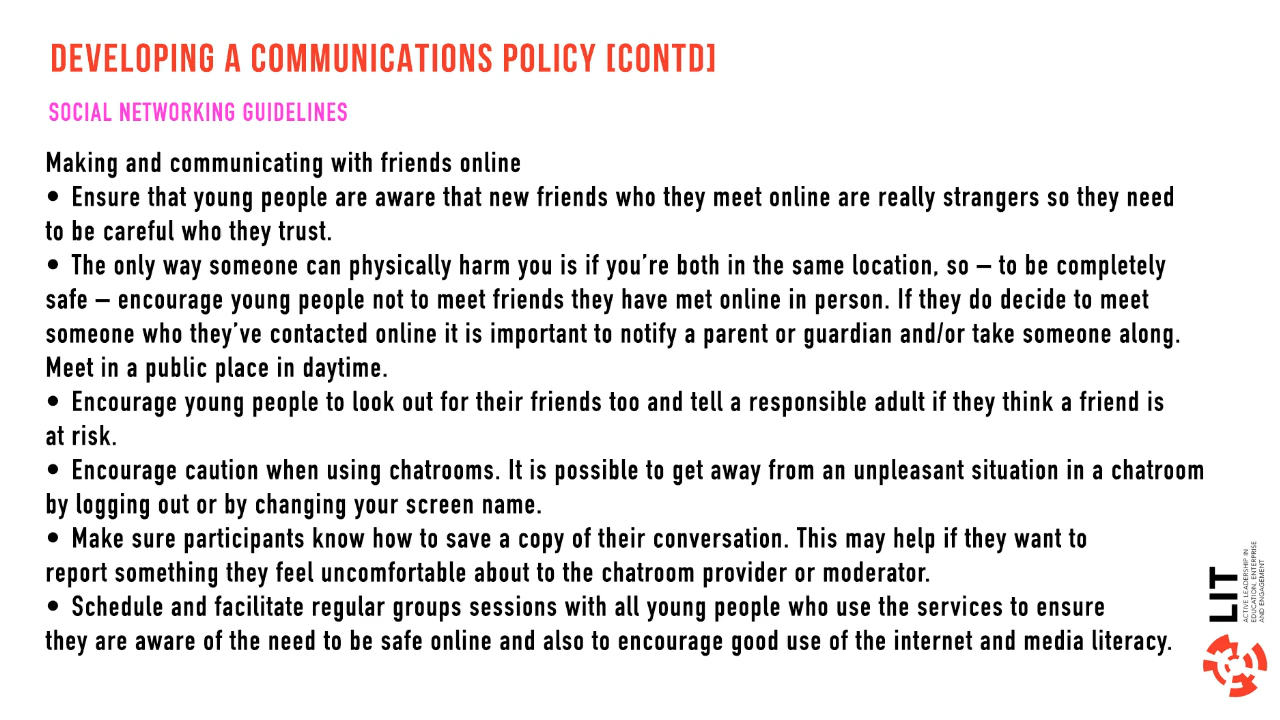 DEVELOPING A COMMUNICATIONS POLICY [CONTD]
SOCIAL NETWORKING GUIDELINES
Making and communicating with friends online
• Ensure that young people are aware that new friends who they meet online are really strangers so they need
to be careful who they trust.
• The only way someone can physically harm you is if you’re both in the same location, so – to be completely
safe – encourage young people not to meet friends they have met online in person. If they do decide to meet
someone who they’ve contacted online it is important to notify a parent or guardian and/or take someone along.
Meet in a public place in daytime.
• Encourage young people to look out for their friends too and tell a responsible adult if they think a friend is
at risk.
• Encourage caution when using chatrooms. It is possible to get away from an unpleasant situation in a chatroom
by logging out or by changing your screen name.
• Make sure participants know how to save a copy of their conversation. This may help if they want to
report something they feel uncomfortable about to the chatroom provider or moderator.
• Schedule and facilitate regular groups sessions with all young people who use the services to ensure
they are aware of the need to be safe online and also to encourage good use of the internet and media literacy.
LIT
ACTIVE LEADERSHIP IN
EDUCATION, ENTERPRISE
AND ENGAGEMENT